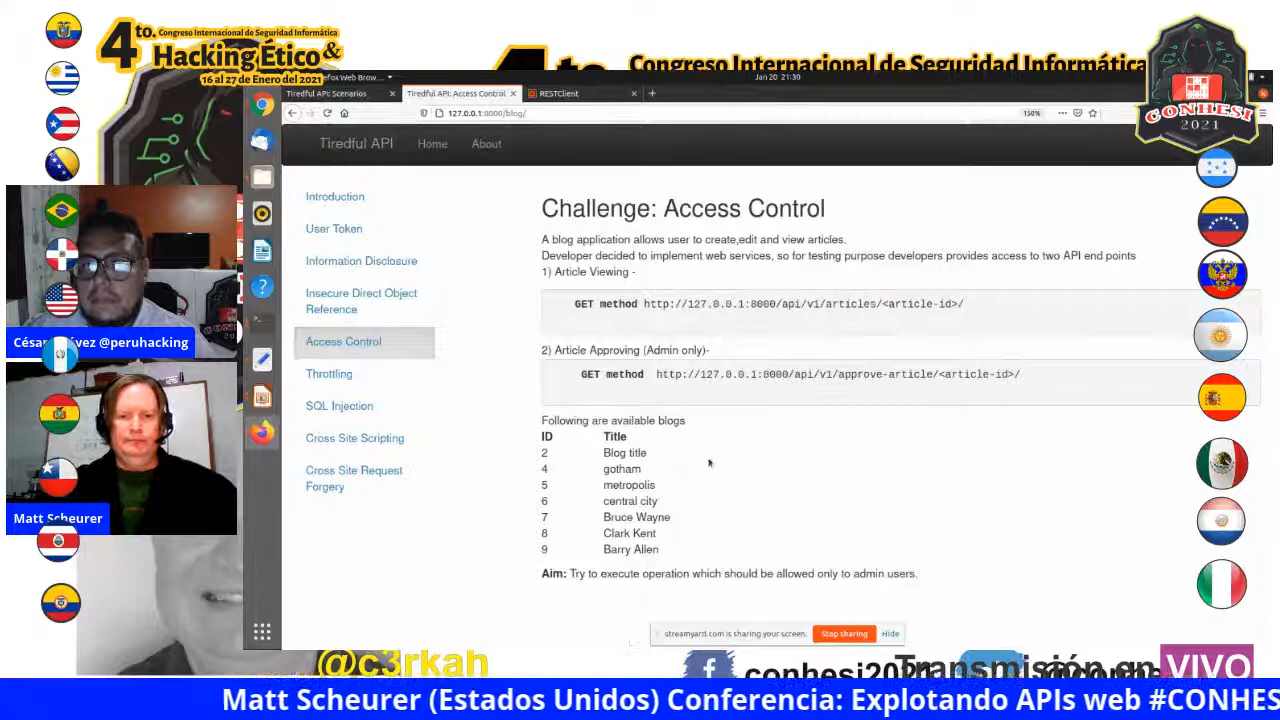 4to. Congreso Internacional de Seguridad Informática
Hacking Ético &
16 al 27 de Enero del 2021
4to. Congreso Internacional de Seguridad Informática
CONHESI
2021
Firefox Web Brow...
Jan 20 21:30
Tiredful API: Scenarios
Tiredful API: Access Control
RESTClient
127.0.0.1:8000/blog/
150%
Tiredful API
Home
About
Introduction
User Token
Information Disclosure
Insecure Direct Object
Reference
Access Control
Throttling
SQL Injection
Cross Site Scripting
Cross Site Request
Forgery
Challenge: Access Control
A blog application allows user to create,edit and view articles.
Developer decided to implement web services, so for testing purpose developers provides access to two API end points
1) Article Viewing -
GET method http://127.0.0.1:8000/api/v1/articles/<article-id>/
2) Article Approving (Admin only)-
GET method http://127.0.0.1:8000/api/v1/approve-article/<article-id>/
Following are available blogs
ID Title
2 Blog title
4 gotham
5 metropolis
6 central city
7 Bruce Wayne
8 Clark Kent
9 Barry Allen
Aim: Try to execute operation which should be allowed only to admin users.
streamyard.com is sharing your screen.
Stop sharing
Hide
@peruhacking
Matt Scheurer
@c3rkah
conhesi2021
Transmisión en VIVO
Matt Scheurer (Estados Unidos) Conferencia: Explotando APIs web #CONHES